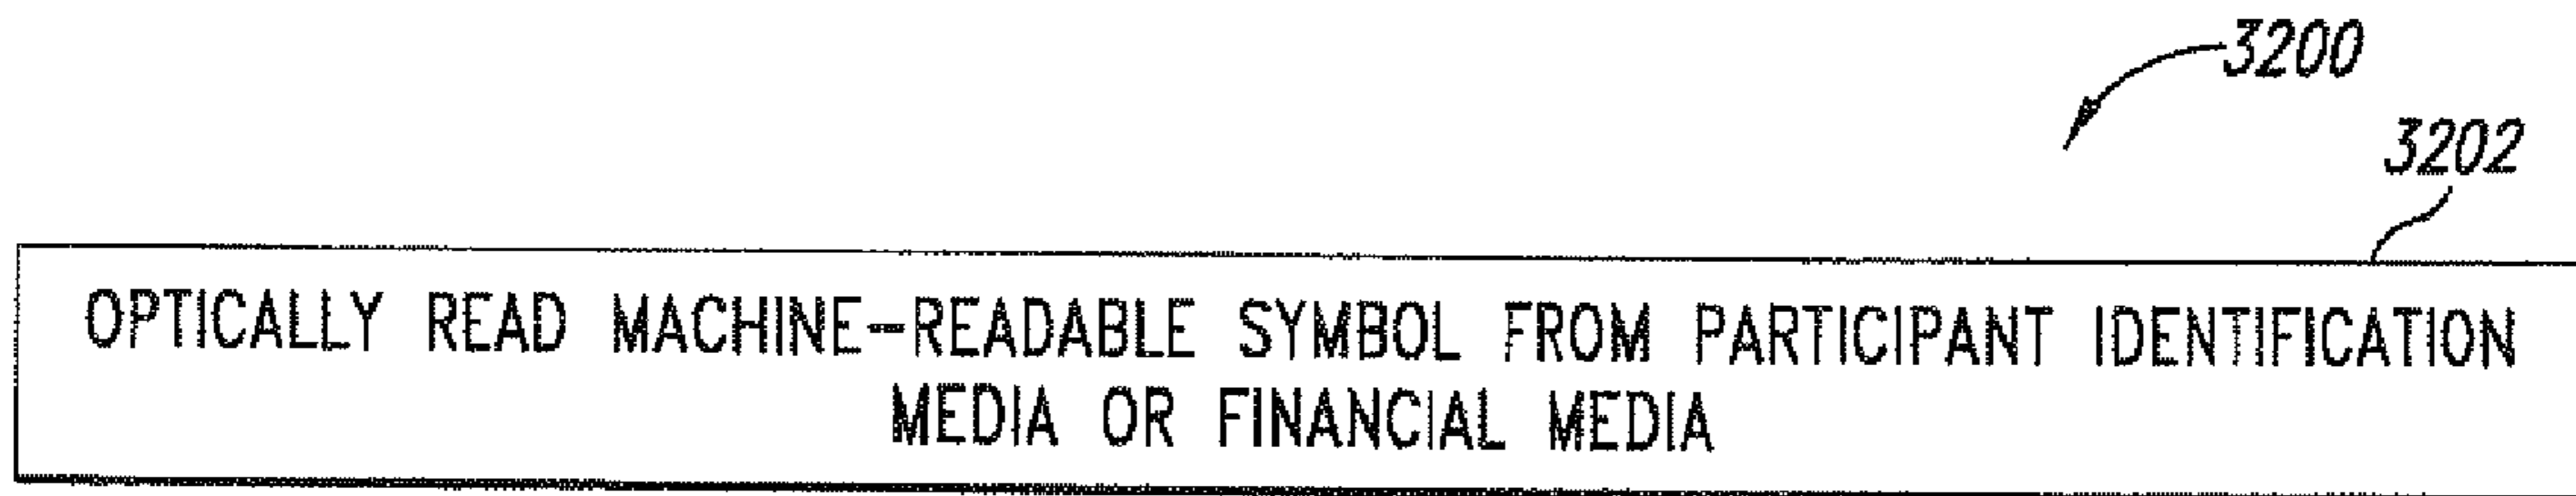 3200
3202
OPTICALLY READ MACHINE-READABLE SYMBOL FROM PARTICIPANT IDENTIFICATION
MEDIA OR FINANCIAL MEDIA